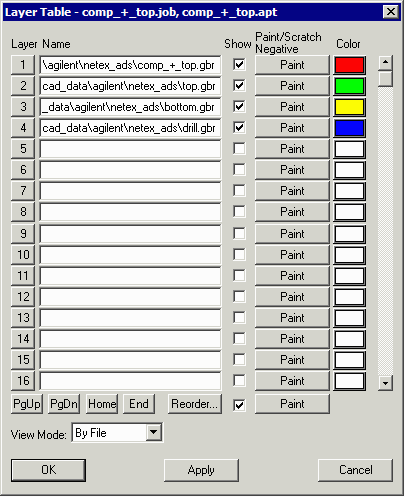 Layer Table - comp_+_top.job, comp_+_top.apt
Layer Name Show Paint/Scratch Negative Color
1 \agilent\netex_ads\comp_+_top.gbr Paint
2 cad_data\agilent\netex_ads\top.gbr Paint
3 _data\agilent\netex_ads\bottom.gbr Paint
4 cad_data\agilent\netex_ads\drill.gbr Paint
5 Paint
6 Paint
7 Paint
8 Paint
9 Paint
10 Paint
11 Paint
12 Paint
13 Paint
14 Paint
15 Paint
16 Paint
PgUp PgDn Home End Reorder... Paint
View Mode: By File
OK Apply Cancel